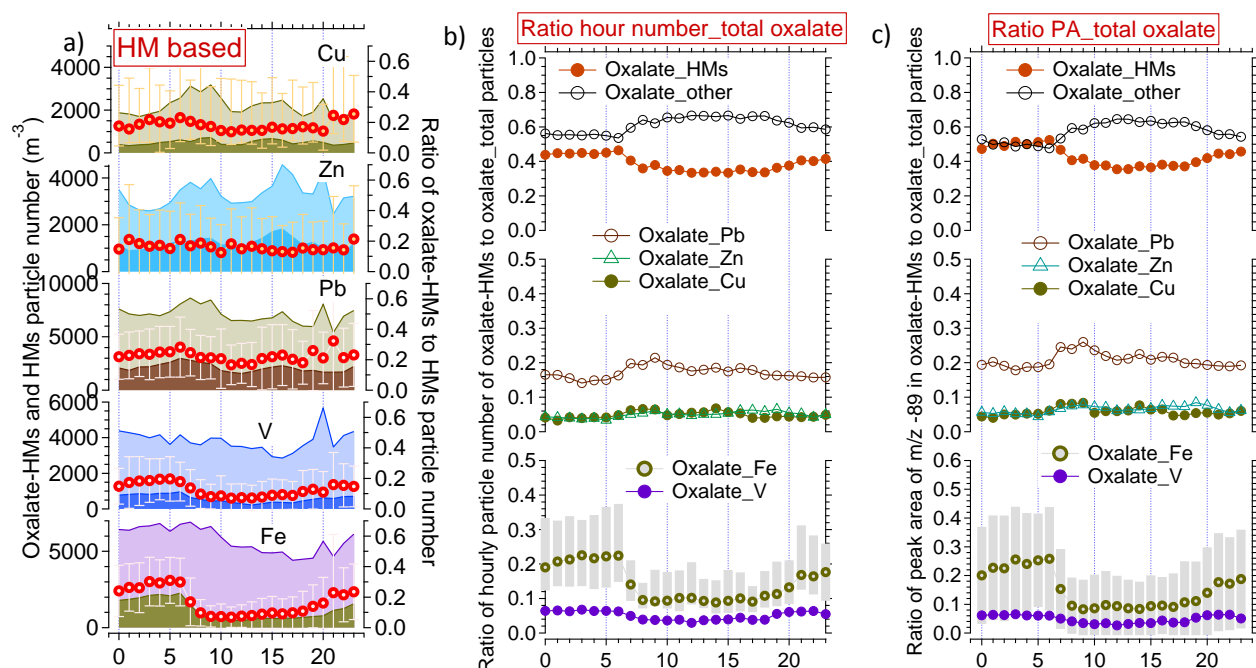 a)
HM based
Oxalate-HMs and HMs particle number (m⁻³)
Ratio of oxalate-HMs to HMs particle number
Cu
4000
2000
0
0.6
0.4
0.2
0.0
Zn
4000
2000
0
0.6
0.4
0.2
0.0
Pb
10000
5000
0
0.6
0.4
0.2
0.0
V
6000
4000
2000
0
0.6
0.4
0.2
0.0
Fe
5000
0
0.6
0.4
0.2
0.0
0 5 10 15 20
b)
Ratio hour number_total oxalate
Ratio of hourly particle number of oxalate-HMs to oxalate_total particles
Oxalate_HMs
Oxalate_other
1.0
0.8
0.6
0.4
0.2
0.0
Oxalate_Pb
Oxalate_Zn
Oxalate_Cu
0.5
0.4
0.3
0.2
0.1
0.0
Oxalate_Fe
Oxalate_V
0.5
0.4
0.3
0.2
0.1
0.0
0 5 10 15 20
c)
Ratio PA_total oxalate
Ratio of peak area of m/z -89 in oxalate-HMs to oxalate_total particles
Oxalate_HMs
Oxalate_other
1.0
0.8
0.6
0.4
0.2
0.0
Oxalate_Pb
Oxalate_Zn
Oxalate_Cu
0.5
0.4
0.3
0.2
0.1
0.0
Oxalate_Fe
Oxalate_V
0.6
0.5
0.4
0.3
0.2
0.1
0.0
0 5 10 15 20